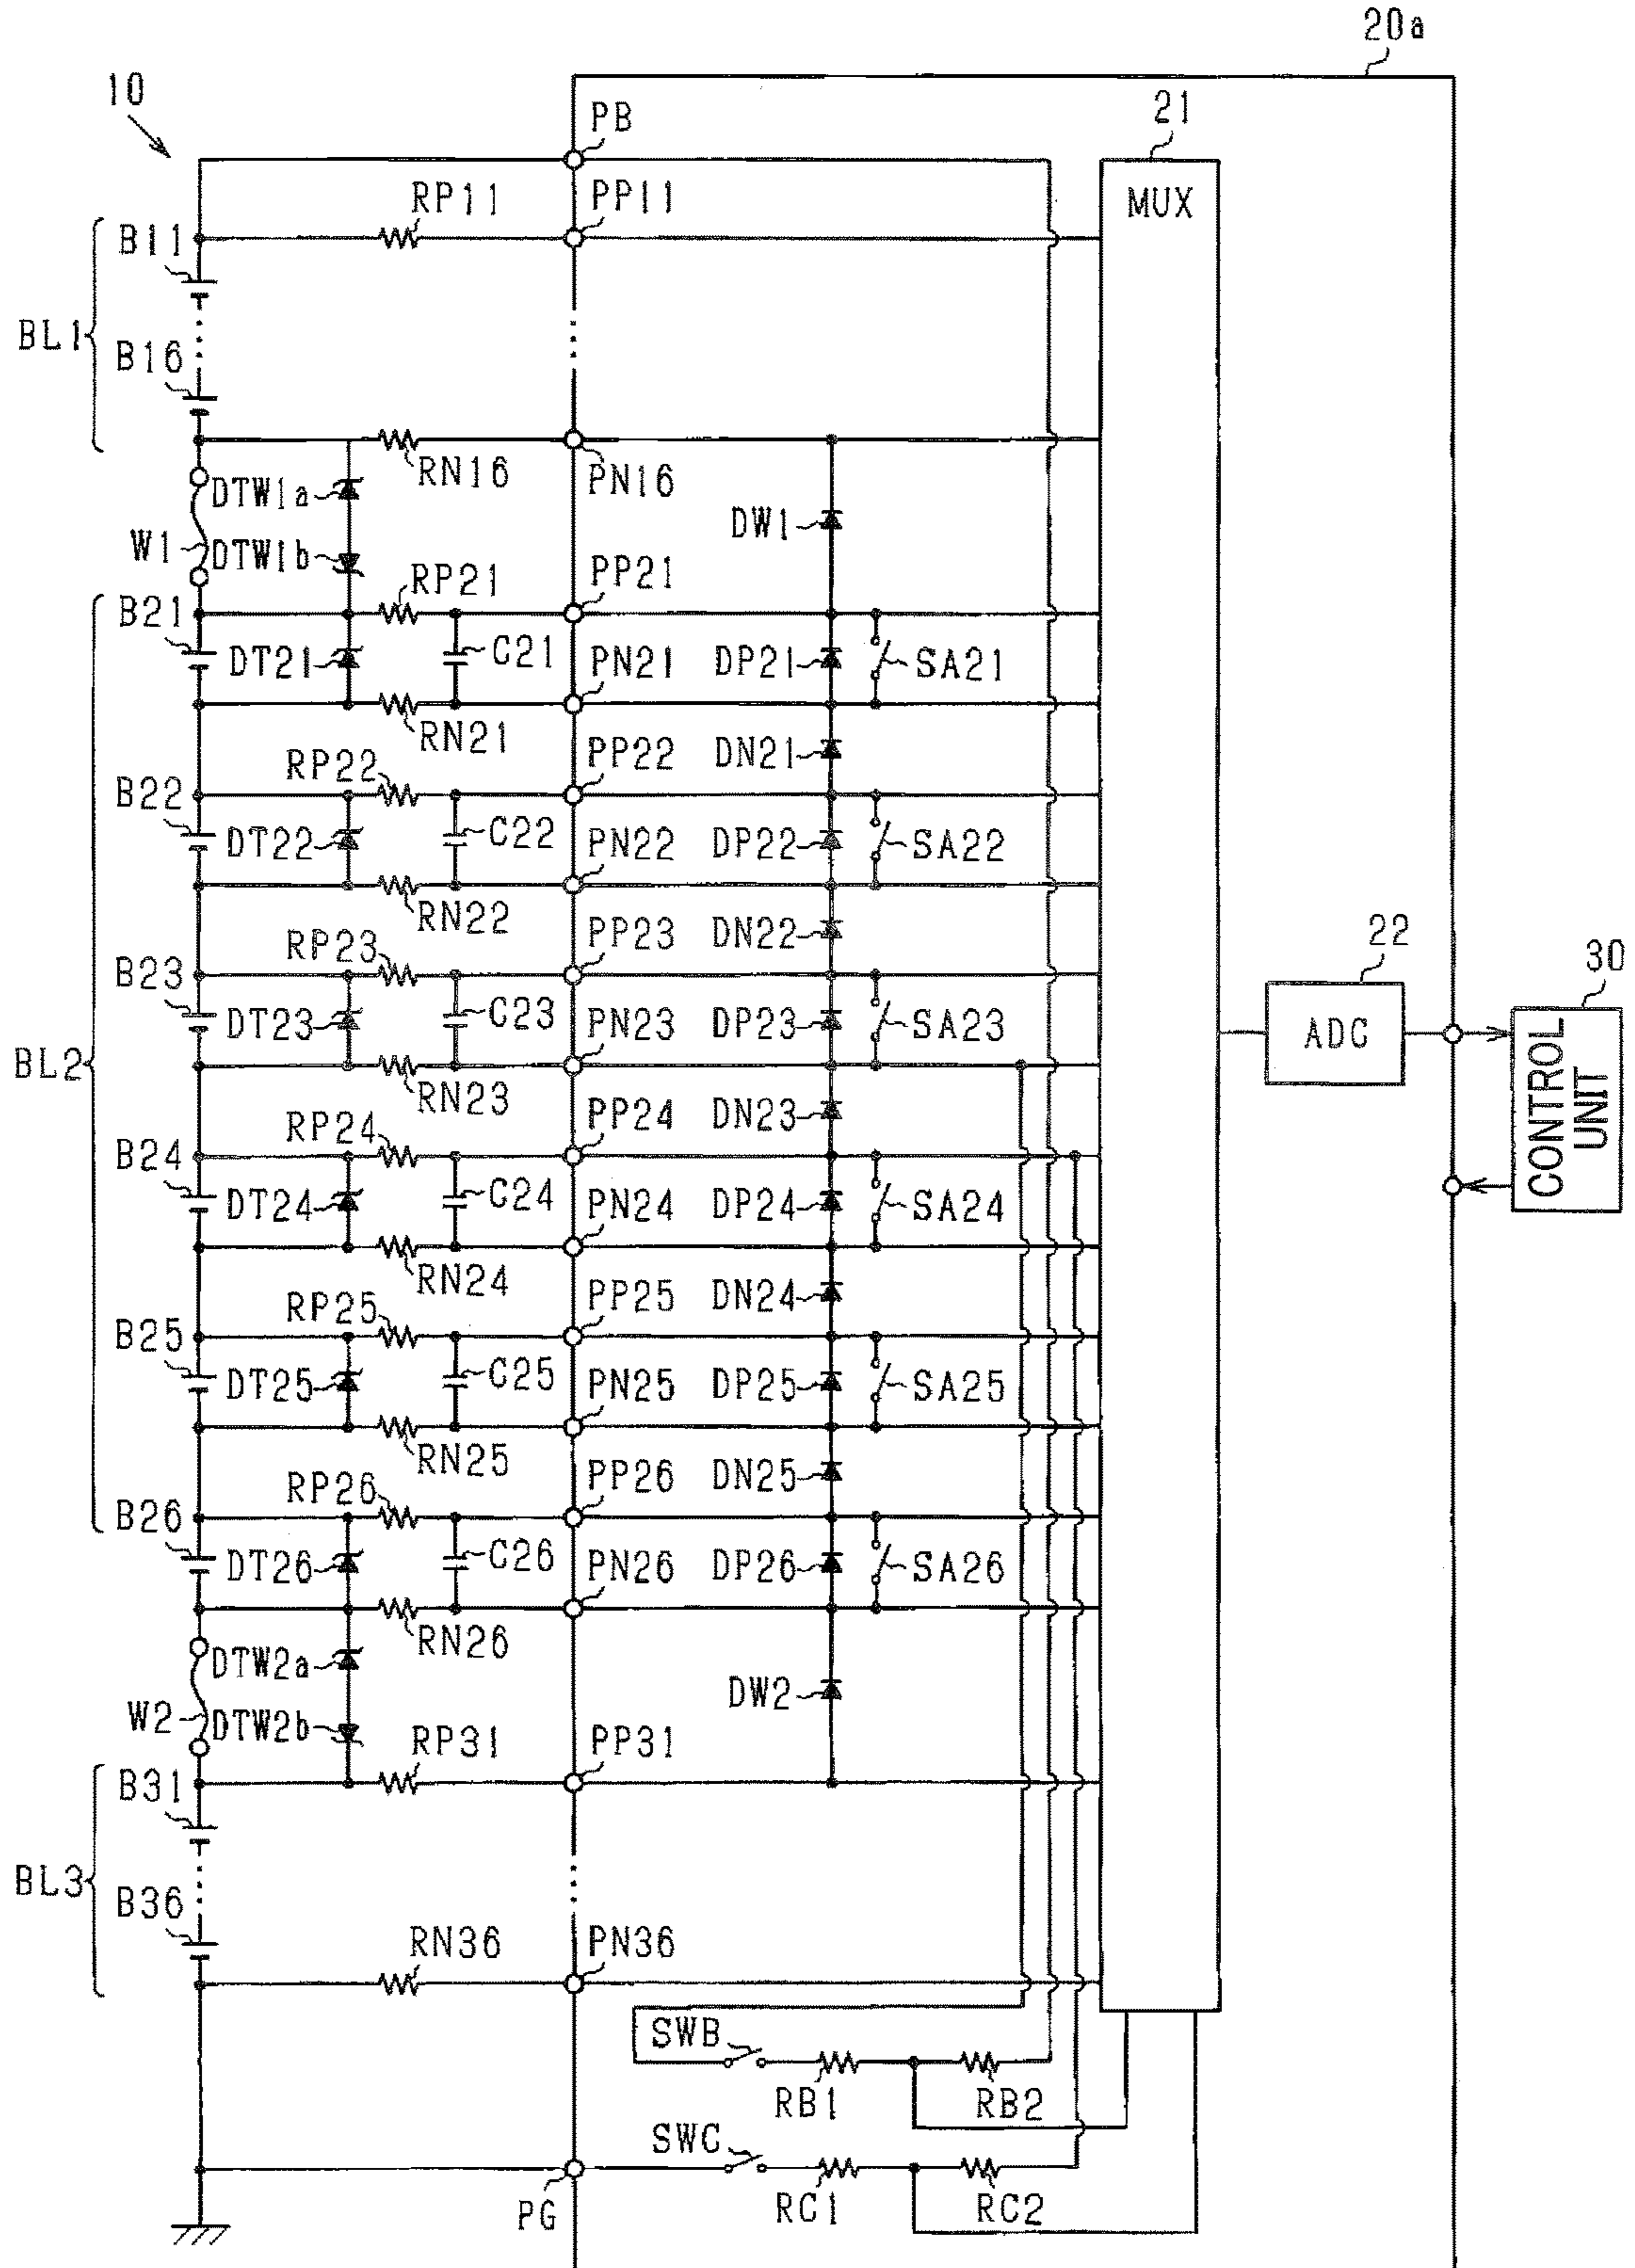 20a
10
PB
21
MUX
RP11
PP11
B11
BL1
B16
RN16
PN16
DTW1a
DW1
W1
DTW1b
RP21
PP21
B21
DT21
C21
PN21
DP21
SA21
RN21
DN21
RP22
PP22
B22
DT22
C22
PN22
DP22
SA22
RN22
DN22
RP23
PP23
B23
DT23
C23
PN23
DP23
SA23
22
30
ADC
CONTROL
UNIT
BL2
RN23
DN23
RP24
PP24
B24
DT24
C24
PN24
DP24
SA24
RN24
DN24
RP25
PP25
B25
DT25
C25
PN25
DP25
SA25
RN25
DN25
RP26
PP26
B26
DT26
C26
PN26
DP26
SA26
RN26
DTW2a
DW2
W2
DTW2b
RP31
PP31
B31
BL3
B36
RN36
PN36
SWB
RB1
RB2
SWC
RC1
RC2
PG